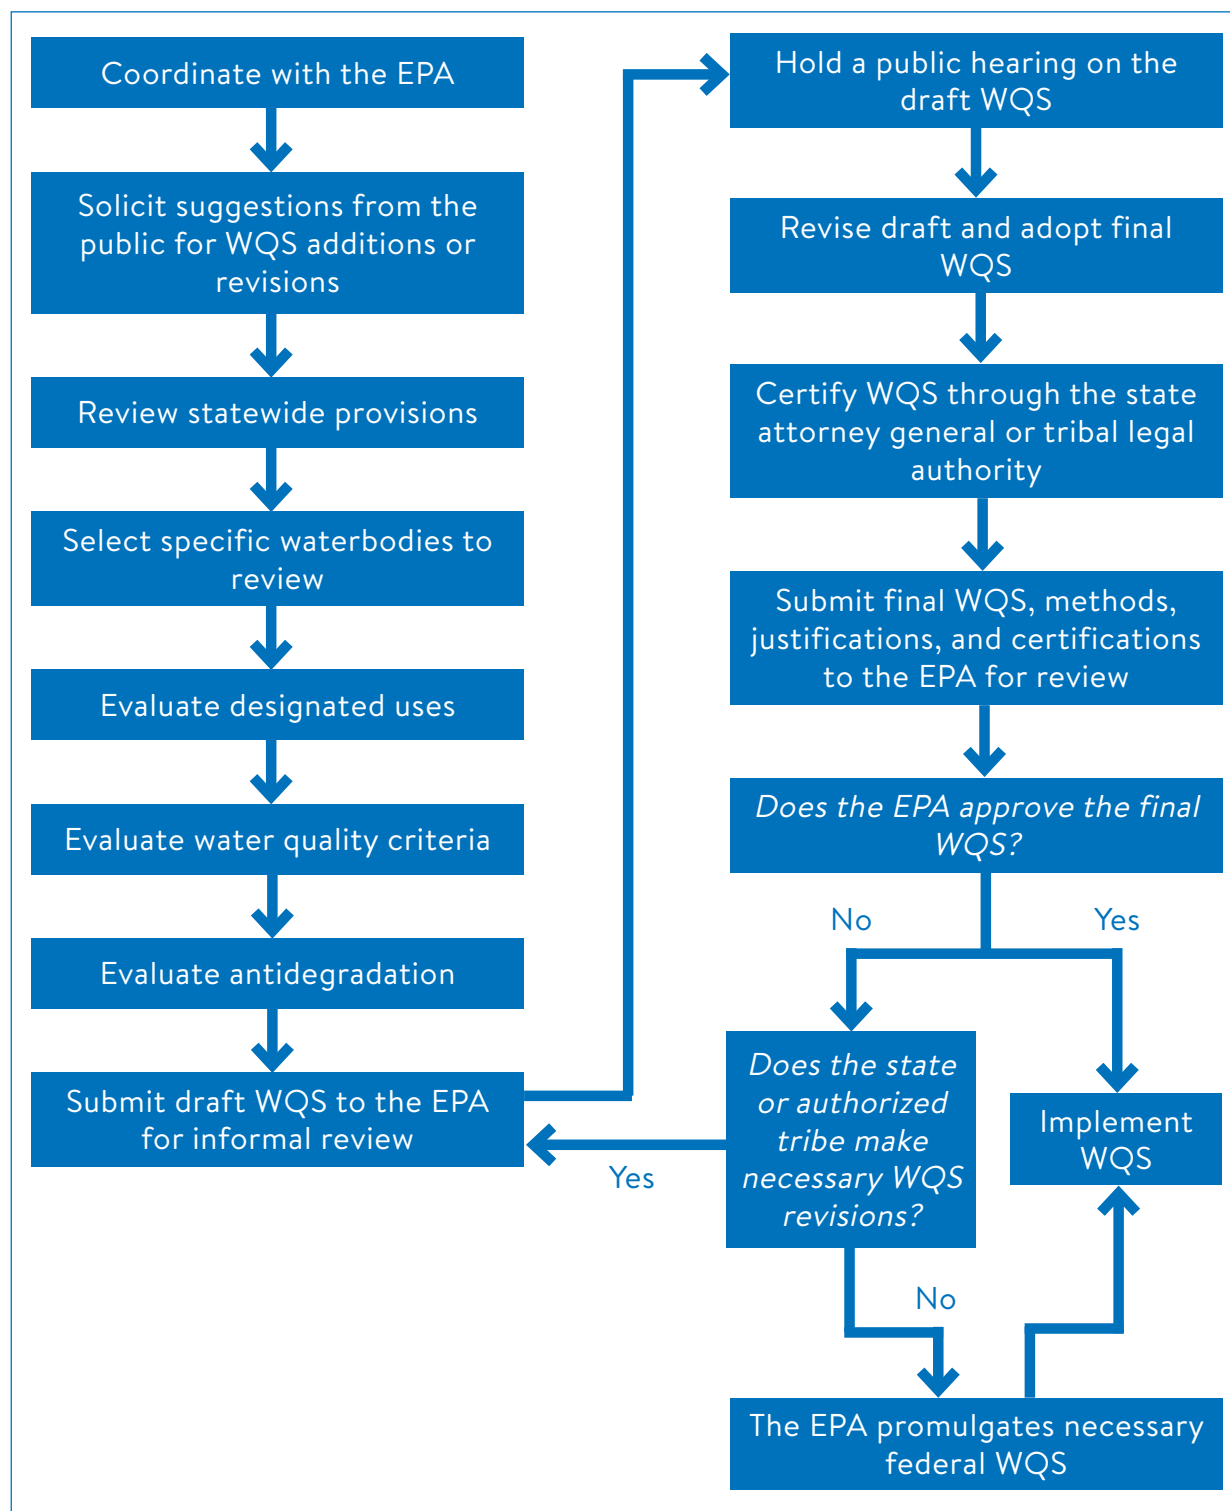 Coordinate with the EPA
Solicit suggestions from the
public for WQS additions or
revisions
Review statewide provisions
Select specific waterbodies to
review
Evaluate designated uses
Evaluate water quality criteria
Evaluate antidegradation
Submit draft WQS to the EPA
for informal review
Hold a public hearing on the
draft WQS
Revise draft and adopt final
WQS
Certify WQS through the state
attorney general or tribal legal
authority
Submit final WQS, methods,
justifications, and certifications
to the EPA for review
Does the EPA approve the final
WQS?
No
Yes
Does the state
or authorized
tribe make
necessary WQS
revisions?
Implement
WQS
Yes
No
The EPA promulgates necessary
federal WQS